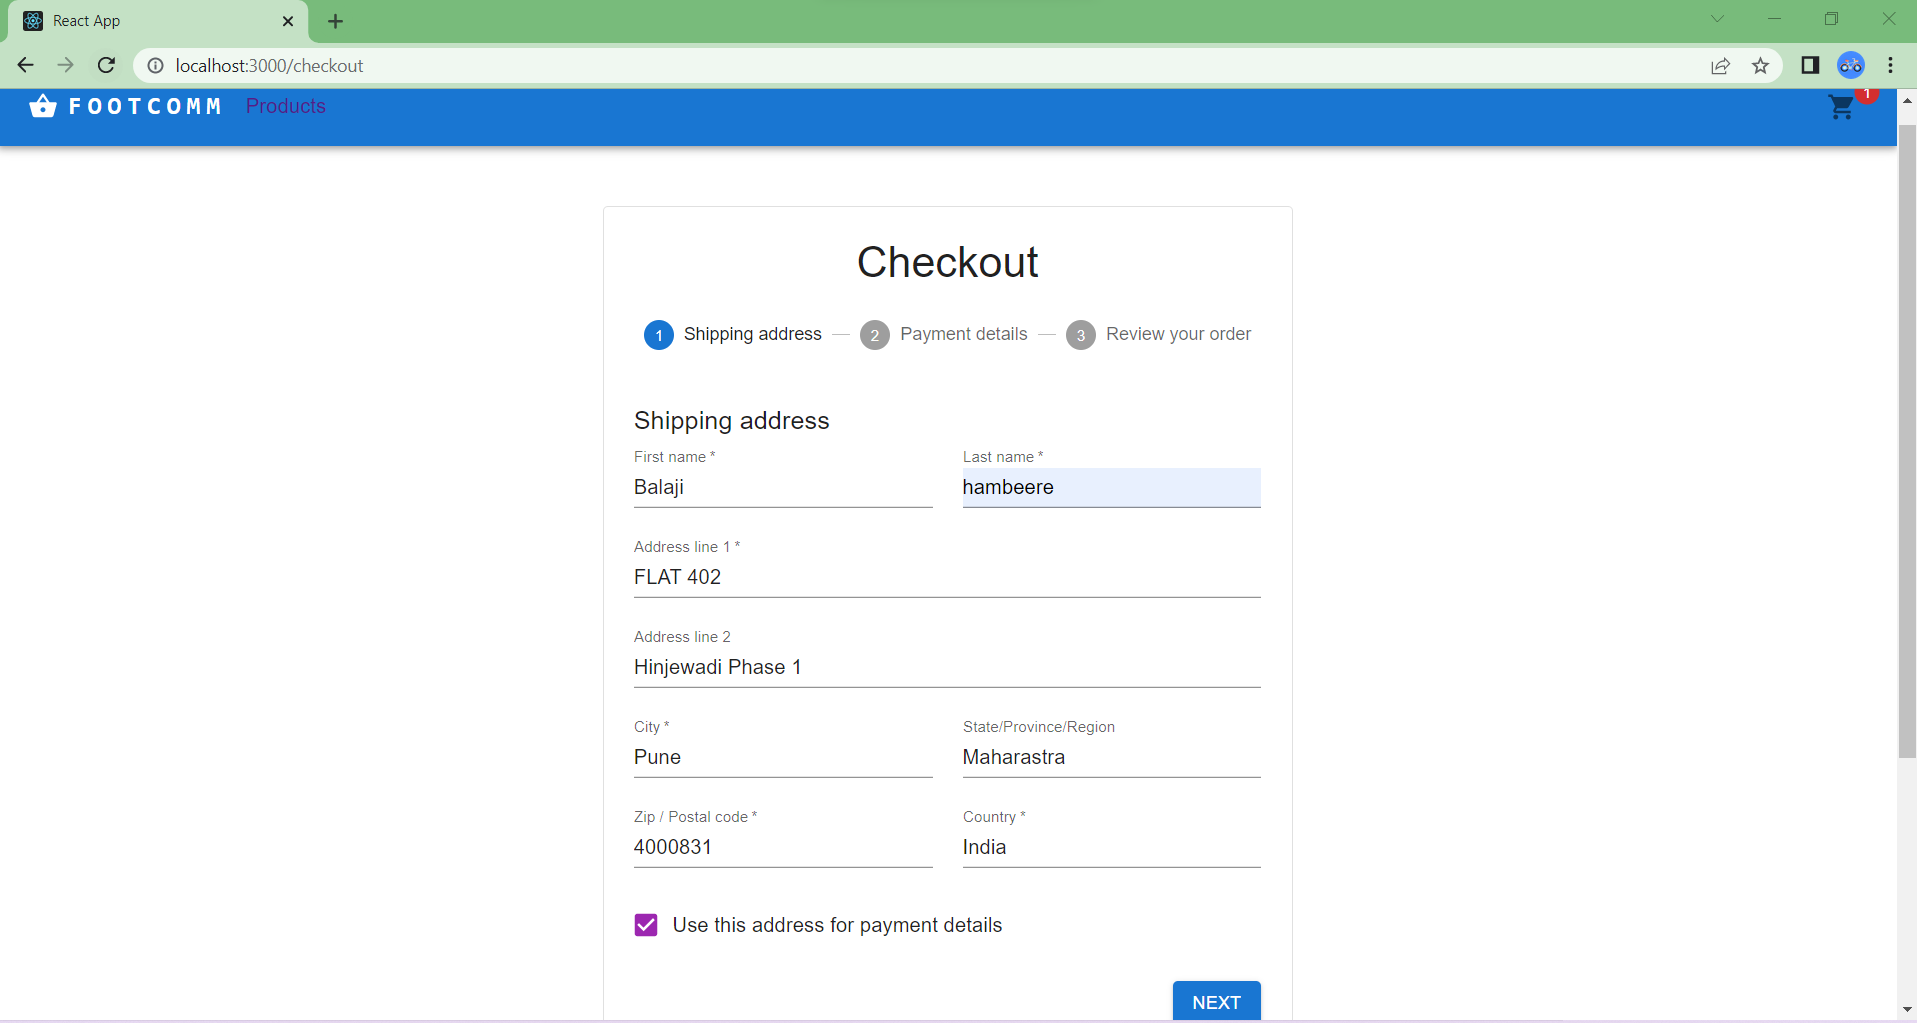 React App
localhost:3000/checkout
FOOTCOMM Products 1
Checkout
1 Shipping address 2 Payment details 3 Review your order
Shipping address
First name * Last name *
Balaji hambeere
Address line 1 *
FLAT 402
Address line 2
Hinjewadi Phase 1
City * State/Province/Region
Pune Maharastra
Zip / Postal code * Country *
4000831 India
Use this address for payment details
NEXT